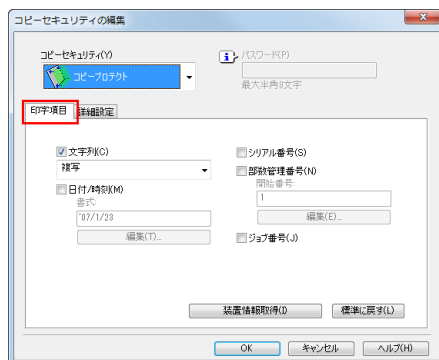 コピーセキュリティの編集
コピーセキュリティ(Y)
コピープロテクト
パスワード(P)
最大半角8文字
印字項目
詳細設定
文字列(C)
複写
日付/時刻(M)
書式:
'07/1/23
編集(T)...
シリアル番号(S)
部数管理番号(N)
開始番号:
1
編集(E)...
ジョブ番号(J)
装置情報取得(I)
標準に戻す(L)
OK
キャンセル
ヘルプ(H)